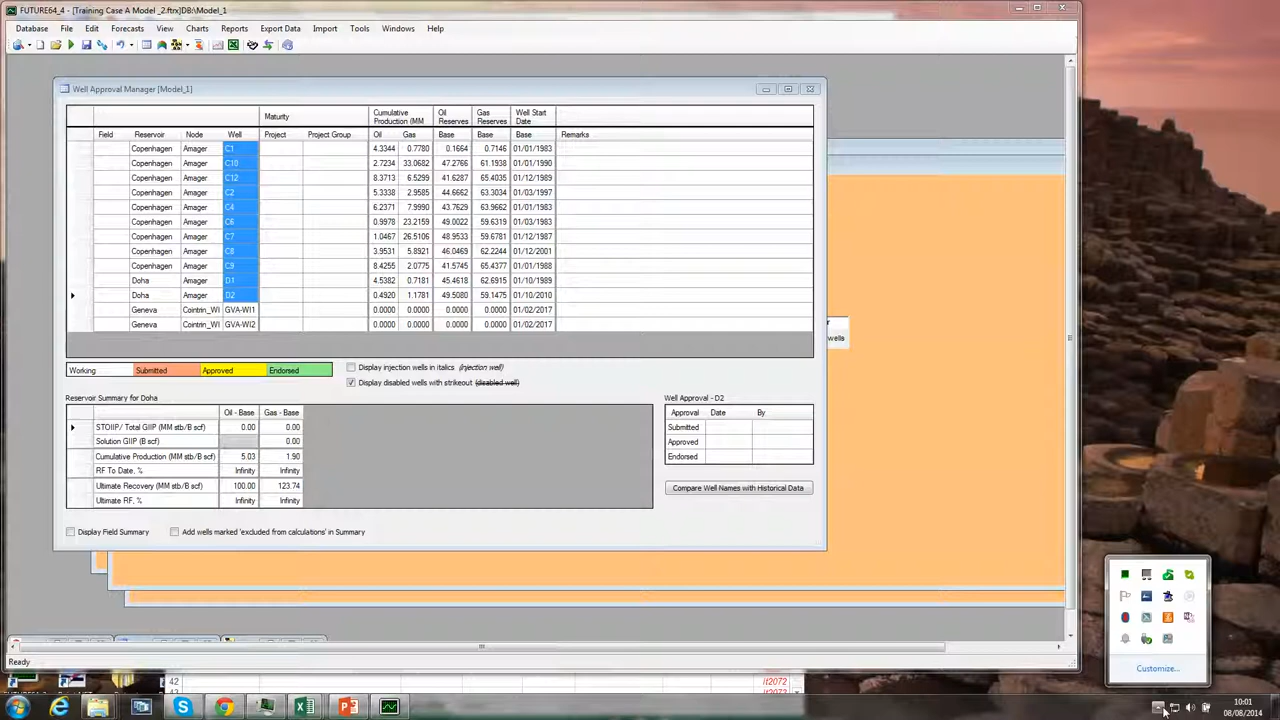 FUTURE64_4 - [Training Case A Model _2.ftrx]DB:\Model_1
Database File Edit Forecasts View Charts Reports Export Data Import Tools Windows Help
Well Approval Manager [Model_1]
Maturity Cumulative Production (MM Oil Reserves Gas Reserves Well Start Date
Field Reservoir Node Well Project Project Group Oil Gas Base Base Base Remarks
Copenhagen Amager C1 4.3344 0.7780 0.1664 0.7146 01/01/1983
Copenhagen Amager C10 2.7234 33.0682 47.2766 61.1938 01/01/1990
Copenhagen Amager C12 8.3713 6.5299 41.6287 65.4035 01/12/1989
Copenhagen Amager C2 5.3338 2.9585 44.6662 63.3034 01/03/1997
Copenhagen Amager C4 6.2371 7.9990 43.7629 63.9662 01/01/1983
Copenhagen Amager C6 0.9978 23.2159 49.0022 59.6319 01/03/1983
Copenhagen Amager C7 1.0467 26.5106 48.9533 59.6781 01/12/1987
Copenhagen Amager C8 3.9531 5.8921 46.0469 62.2244 01/12/2001
Copenhagen Amager C9 8.4255 2.0775 41.5745 65.4377 01/01/1988
Doha Amager D1 4.5382 0.7181 45.4618 62.6915 01/10/1989
Doha Amager D2 0.4920 1.1781 49.5080 59.1475 01/10/2010
Geneva Cointrin_WI GVA-WI1 0.0000 0.0000 0.0000 0.0000 01/02/2017
Geneva Cointrin_WI GVA-WI2 0.0000 0.0000 0.0000 0.0000 01/02/2017
r
wells
Working Submitted Approved Endorsed
Display injection wells in italics (injection well)
Display disabled wells with strikeout (disabled well)
Reservoir Summary for Doha
Oil - Base Gas - Base
STOIIP/ Total GIIP (MM stb/B scf) 0.00 0.00
Solution GIIP (B scf) 0.00
Cumulative Production (MM stb/B scf) 5.03 1.90
RF To Date, % Infinity Infinity
Ultimate Recovery (MM stb/B scf) 100.00 123.74
Ultimate RF, % Infinity Infinity
Well Approval - D2
Approval Date By
Submitted
Approved
Endorsed
Compare Well Names with Historical Data
Display Field Summary Add wells marked 'excluded from calculations' in Summary
Ready
42 lt2072
43 lt2072
Customize...
10:01
08/08/2014